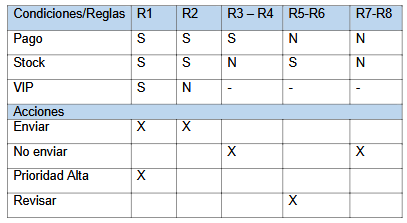 Condiciones/Reglas R1 R2 R3 – R4 R5-R6 R7-R8
Pago S S S N N
Stock S S N S N
VIP S N - - -
Acciones
Enviar X X
No enviar X X
Prioridad Alta X
Revisar X